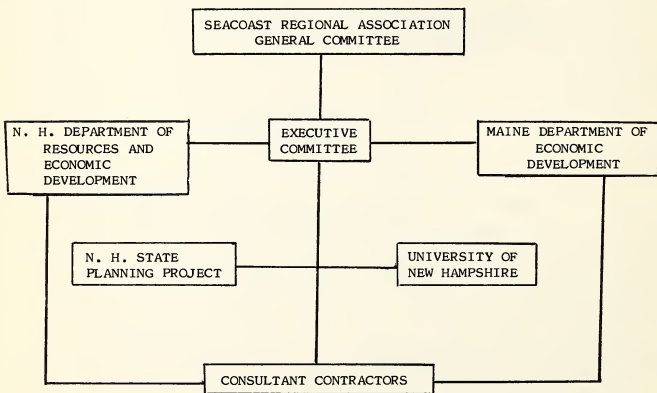 SEACOAST REGIONAL ASSOCIATION
GENERAL COMMITTEE
N. H. DEPARTMENT OF
RESOURCES AND
ECONOMIC
DEVELOPMENT
EXECUTIVE
COMMITTEE
MAINE DEPARTMENT OF
ECONOMIC
DEVELOPMENT
N. H. STATE
PLANNING PROJECT
UNIVERSITY OF
NEW HAMPSHIRE
CONSULTANT CONTRACTORS